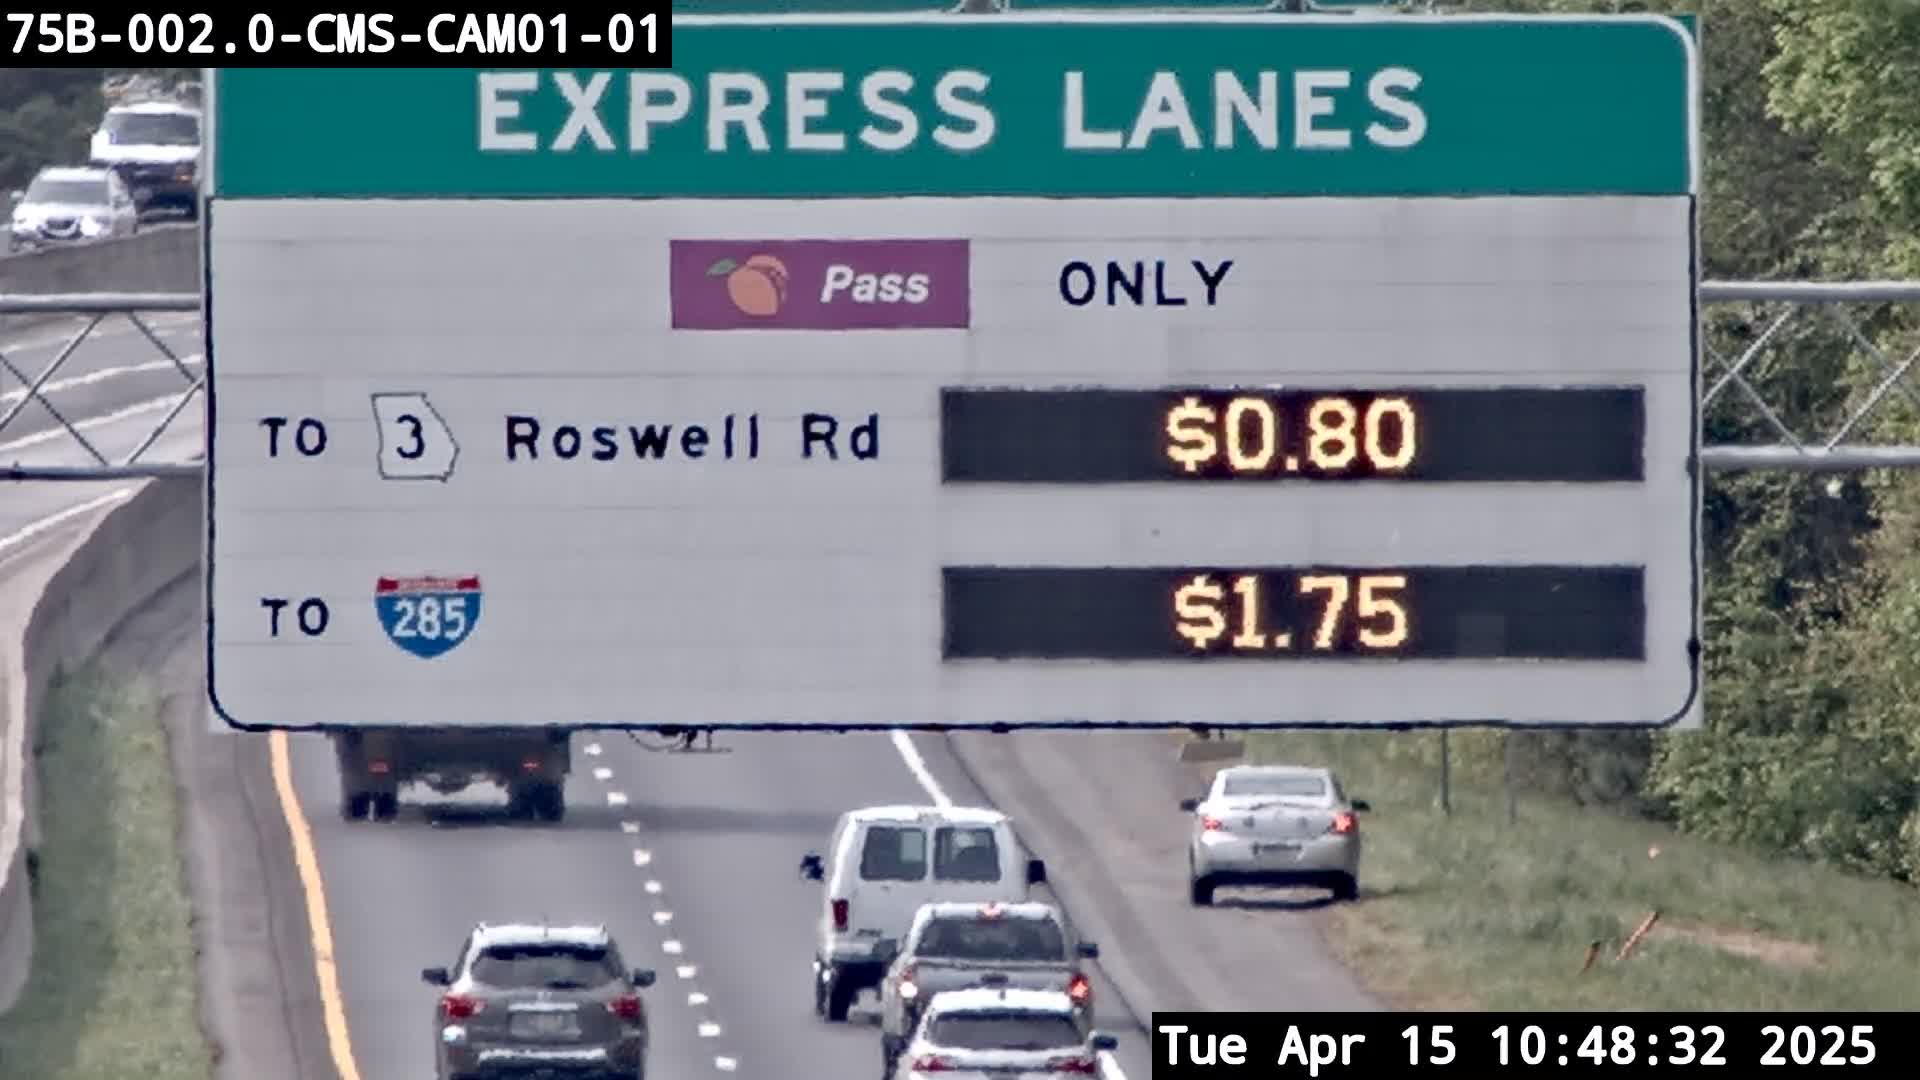 75B-002.0-CMS-CAM01-01
EXPRESS LANES
Pass ONLY
TO 3 Roswell Rd $0.80
TO 285 $1.75
Tue Apr 15 10:48:32 2025